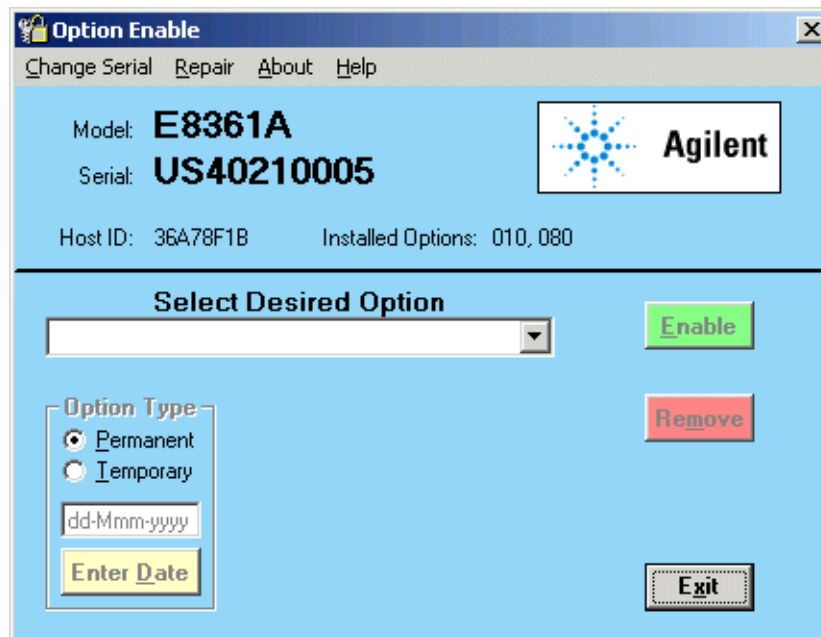 Option Enable
Change Serial Repair About Help
Model: E8361A
Serial: US40210005
Agilent
Host ID: 36A78F1B Installed Options: 010, 080
Select Desired Option
Enable
Option Type
Permanent
Temporary
dd-Mmm-yyyy
Enter Date
Remove
Exit